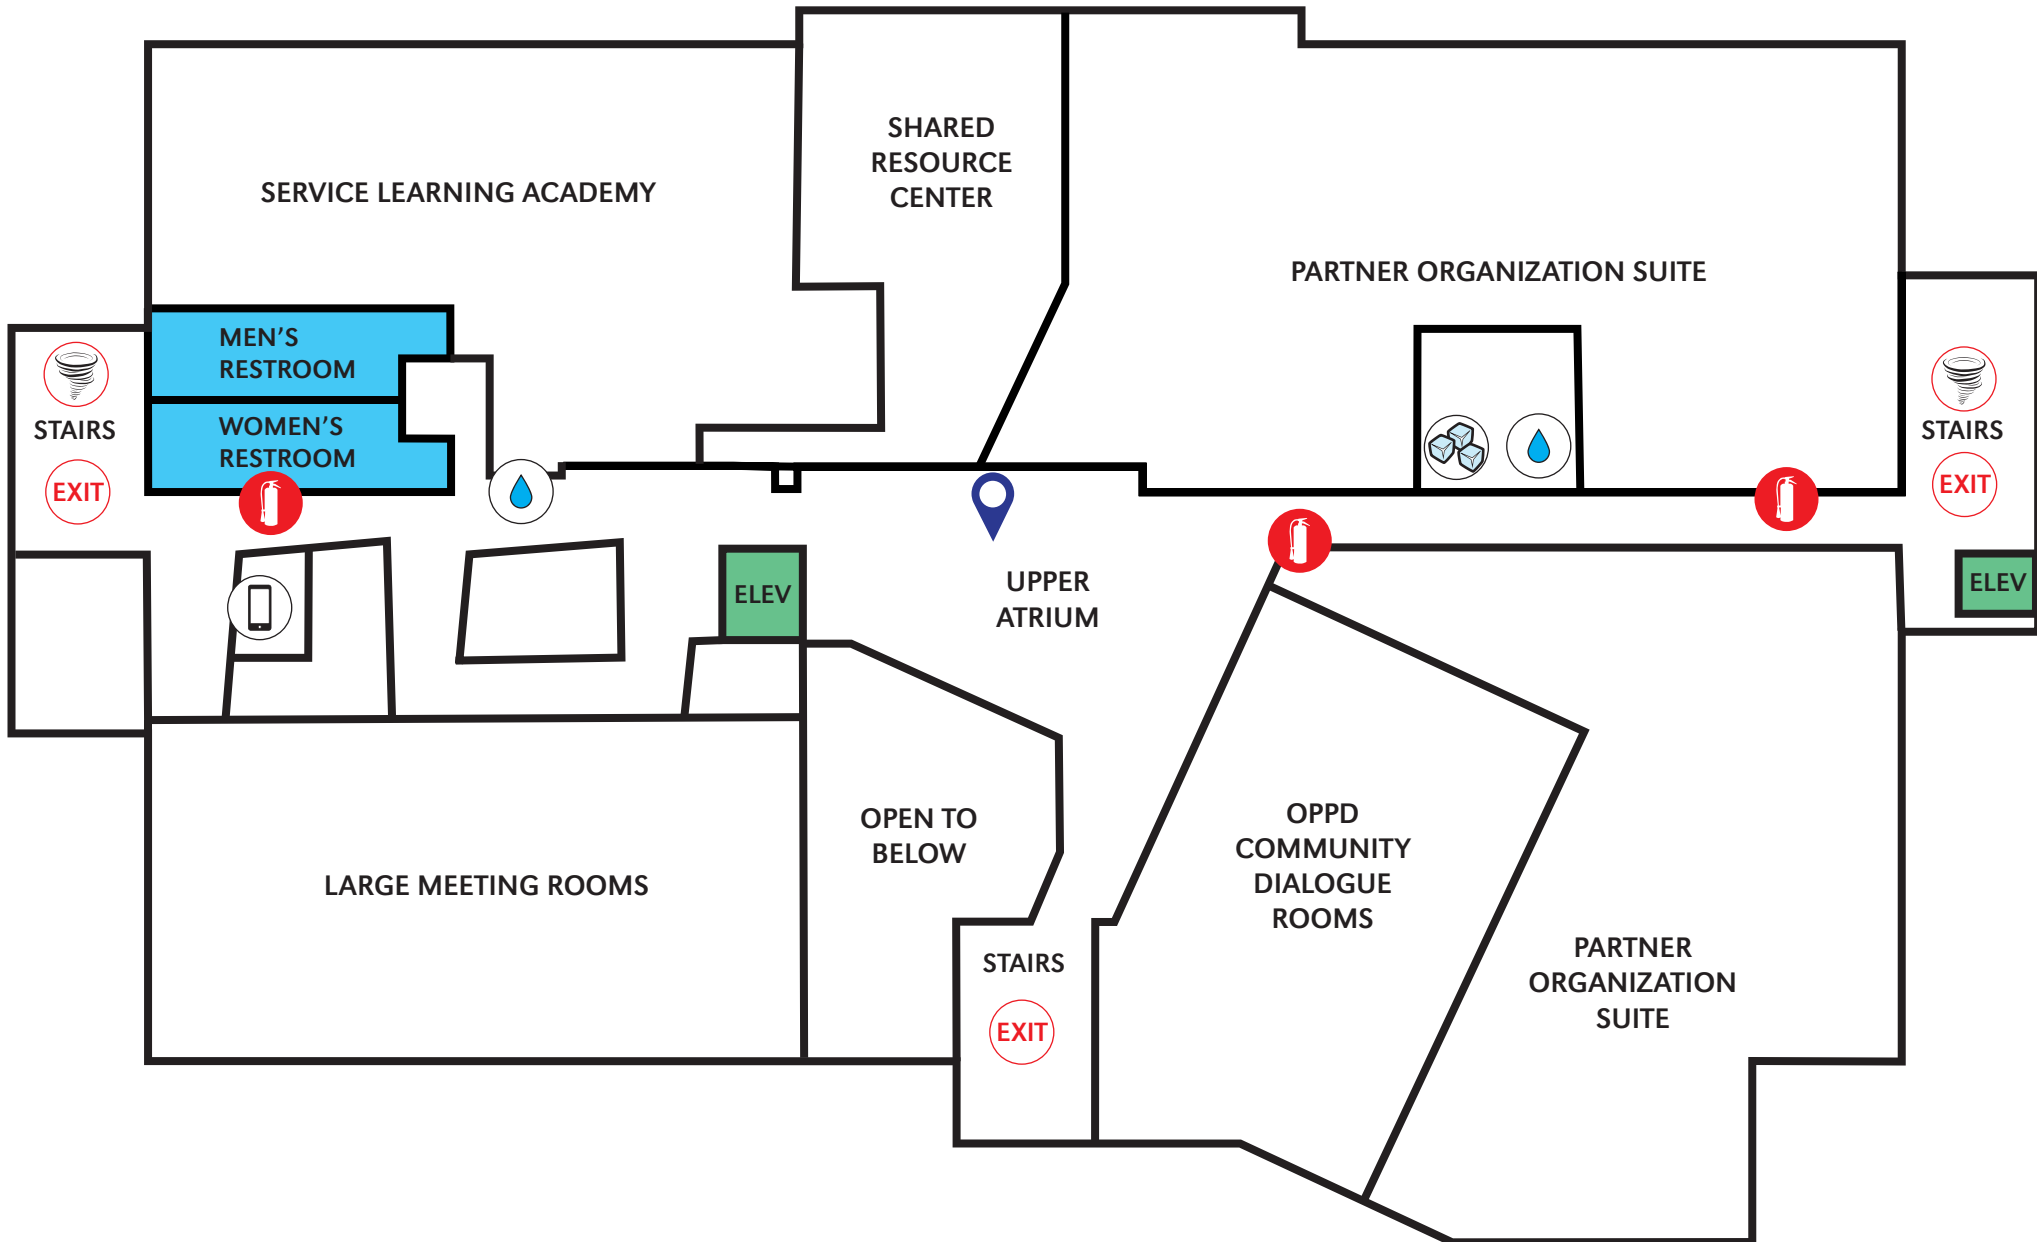 SERVICE LEARNING ACADEMY
SHARED
RESOURCE
CENTER
PARTNER ORGANIZATION SUITE
MEN'S
RESTROOM
WOMEN'S
RESTROOM
STAIRS
EXIT
STAIRS
EXIT
ELEV
UPPER
ATRIUM
ELEV
LARGE MEETING ROOMS
OPEN TO
BELOW
STAIRS
EXIT
OPPD
COMMUNITY
DIALOGUE
ROOMS
PARTNER
ORGANIZATION
SUITE